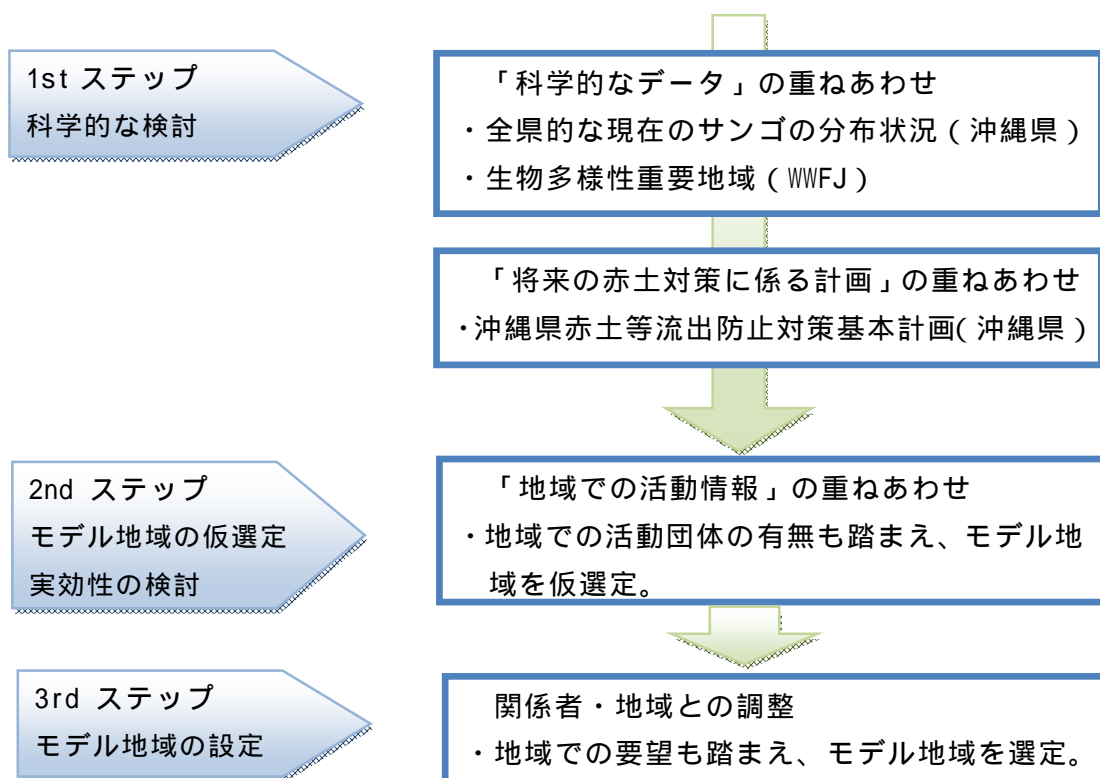 1st ステップ
科学的な検討
「科学的なデータ」の重ねあわせ
・全県的な現在のサンゴの分布状況(沖縄県)
・生物多様性重要地域(WWFJ)
「将来の赤土対策に係る計画」の重ねあわせ
・沖縄県赤土等流出防止対策基本計画(沖縄県)
2nd ステップ
モデル地域の仮選定
実効性の検討
「地域での活動情報」の重ねあわせ
・地域での活動団体の有無も踏まえ、モデル地
域を仮選定。
3rd ステップ
モデル地域の設定
関係者・地域との調整
・地域での要望も踏まえ、モデル地域を選定。